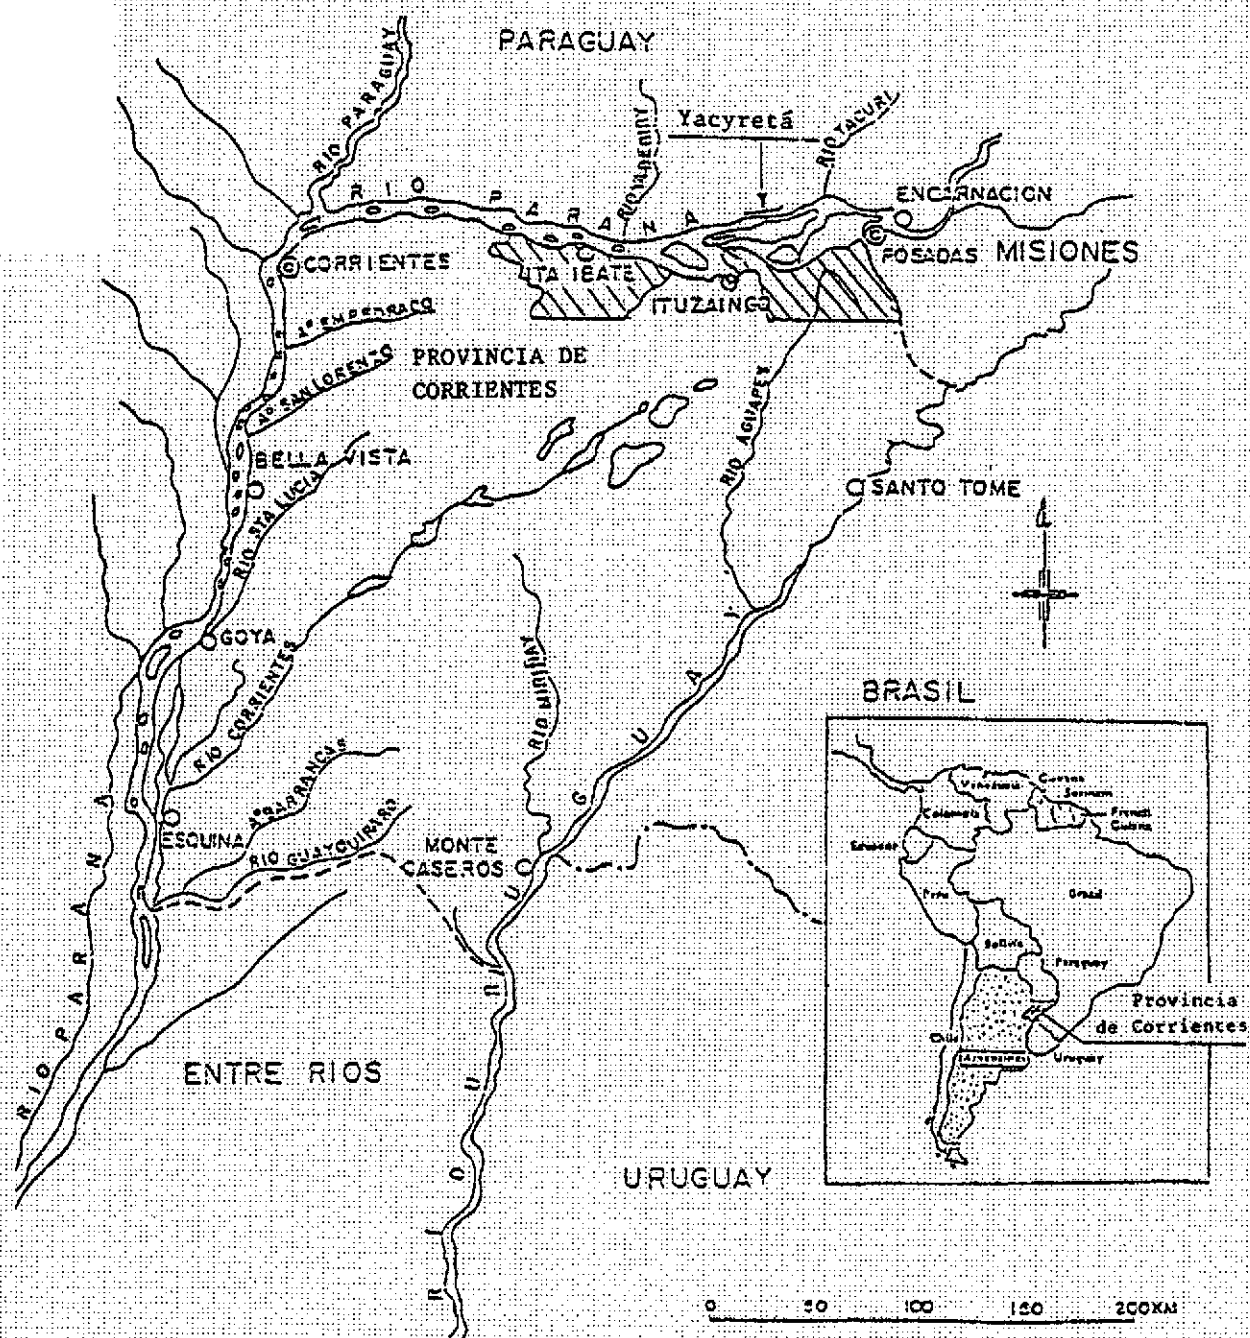 PARAGUAY
RIO PARAGUAY
Yacyretá
RIO TACURI
RIO PARANA
ENCARNACION
CORRIENTES
POSADAS MISIONES
ITA IBATE
ITUZAINGO
PROVINCIA DE
CORRIENTES
Aº SAN LORENZO
RIO AGUAPEY
BELLA VISTA
RIO STA LUCIA
SANTO TOME
GOYA
RIO CORRIENTES
RIO MIRIÑAY
BRASIL
Aº BARRANCAS
ESQUINA
RIO GUAYQUIRARO
MONTE
CASEROS
RIO URUGUAY
RIO PARANA
ENTRE RIOS
URUGUAY
Venezuela
Guyana
Surinam
French
Guiana
Colombia
Ecuador
Peru
Brasil
Bolivia
Paraguay
Provincia
de Corrientes
Chile
Argentina
Uruguay
0 50 100 150 200KM